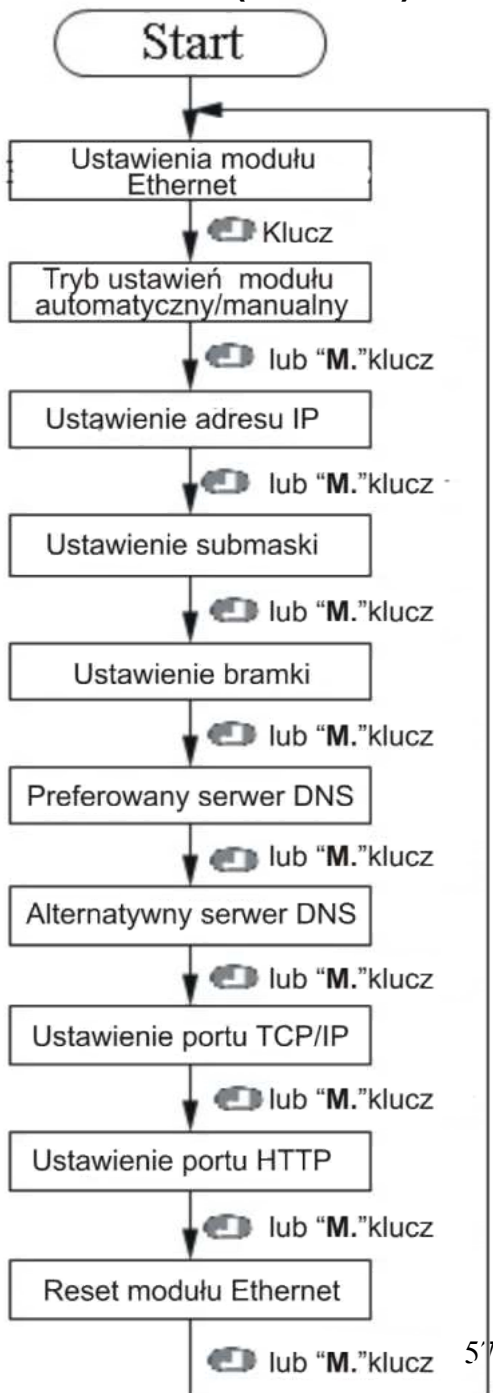 Start
Ustawienia modułu
Ethernet
Klucz
Tryb ustawień modułu
automatyczny/manualny
lub “M.”klucz
Ustawienie adresu IP
lub “M.”klucz
Ustawienie submaski
lub “M.”klucz
Ustawienie bramki
lub “M.”klucz
Preferowany serwer DNS
lub “M.”klucz
Alternatywny serwer DNS
lub “M.”klucz
Ustawienie portu TCP/IP
lub “M.”klucz
Ustawienie portu HTTP
lub “M.”klucz
Reset modułu Ethernet
lub “M.”klucz